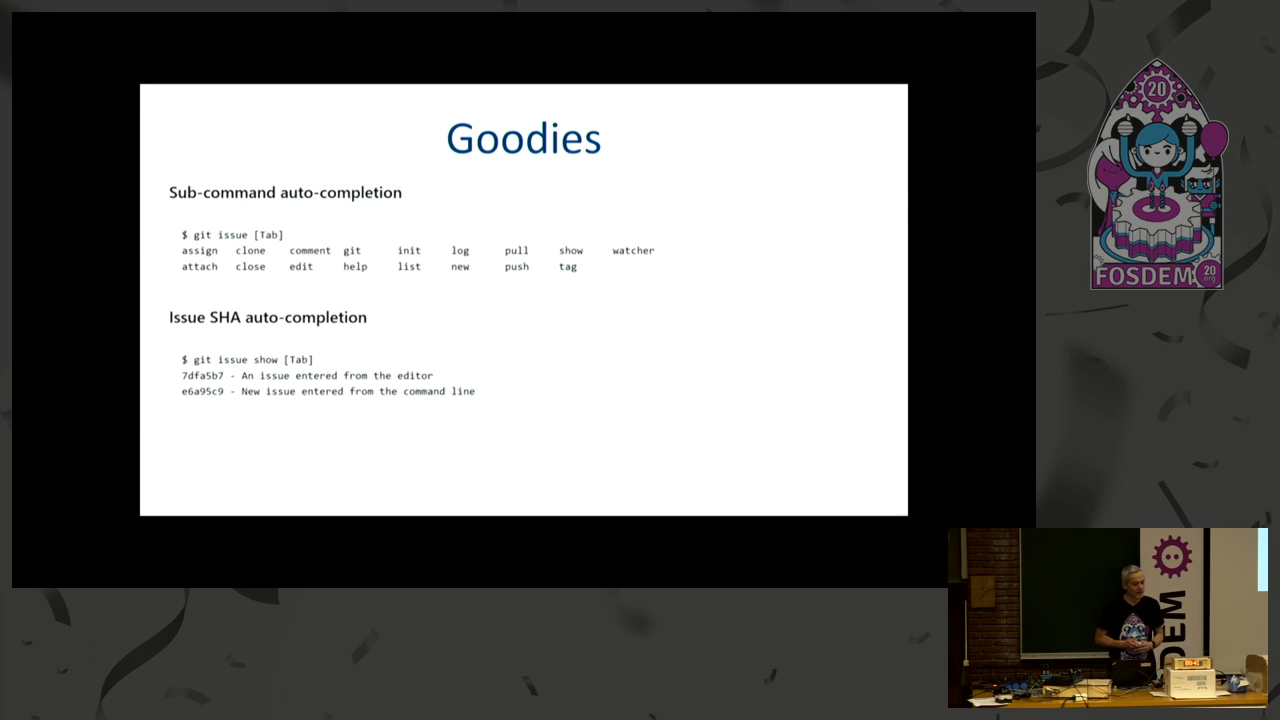 Goodies
Sub-command auto-completion
$ git issue [Tab]
assign clone comment git init log pull show watcher
attach close edit help list new push tag
Issue SHA auto-completion
$ git issue show [Tab]
7dfa5b7 - An issue entered from the editor
e6a95c9 - New issue entered from the command line
20
FOSDEM
20
.org
DEM